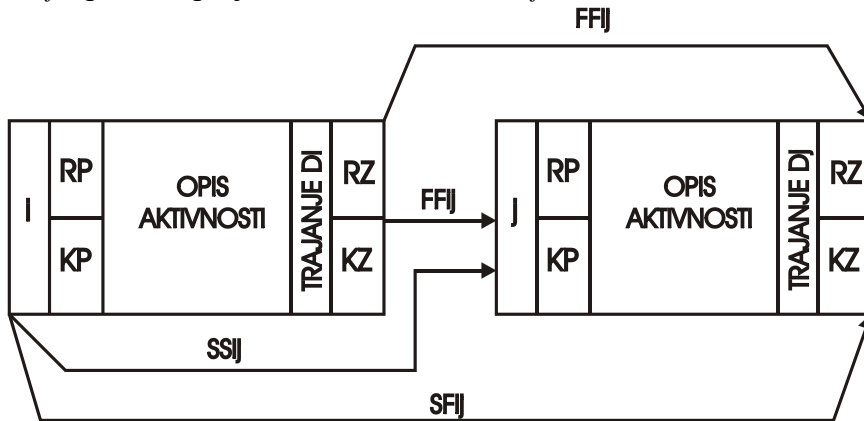 FFIJ
I
RP
KP
OPIS
AKTIVNOSTI
TRAJANJE DI
RZ
KZ
FFIJ
J
RP
KP
OPIS
AKTIVNOSTI
TRAJANJE DJ
RZ
KZ
SSIJ
SFIJ